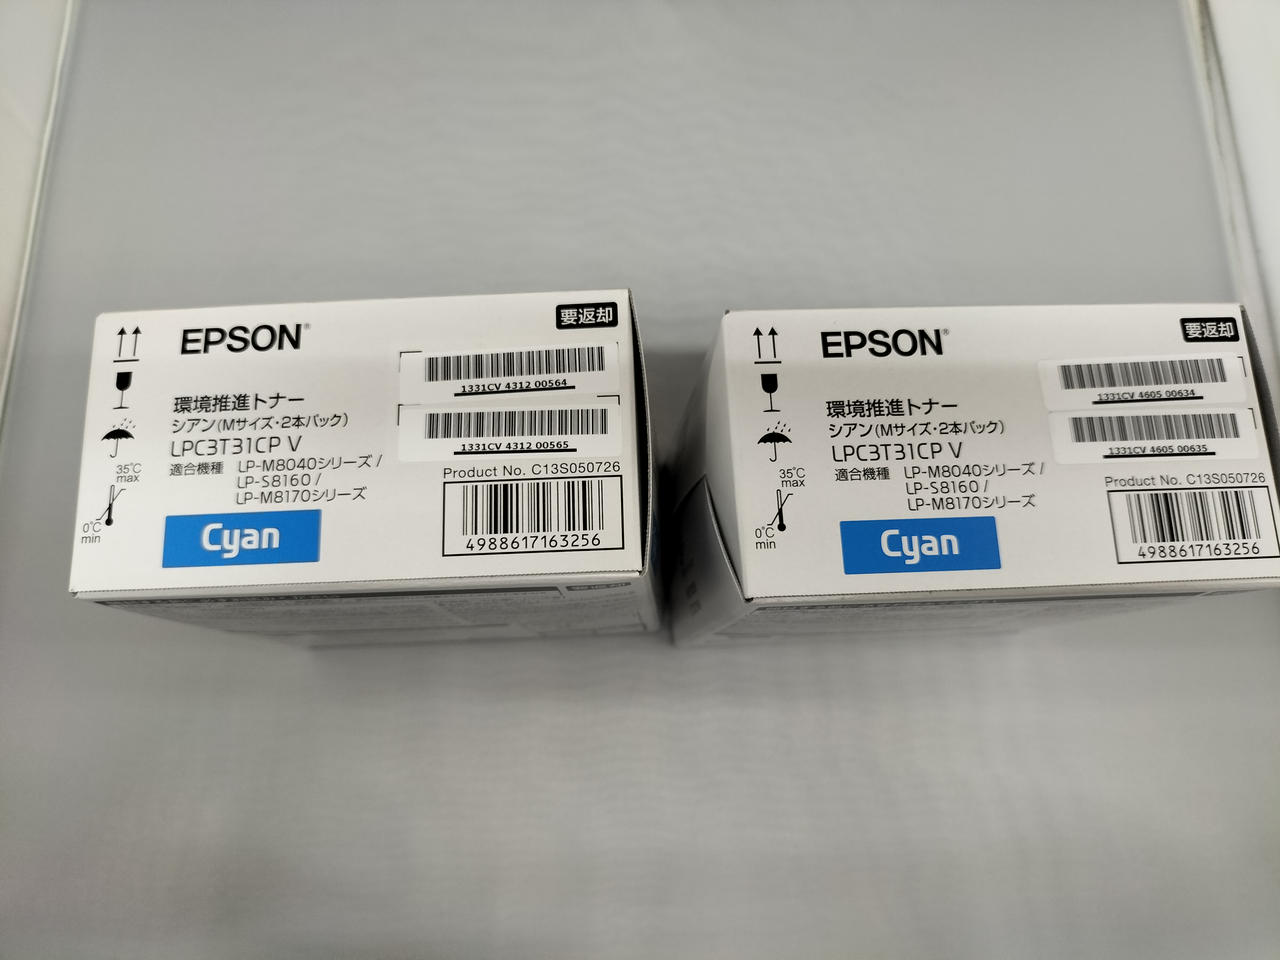 要返却
EPSON®
1331CV 4312 00564
環境推進トナー
シアン(Mサイズ・2本パック)
1331CV 4312 00565
LPC3T31CP V
適合機種 LP-M8040シリーズ /
LP-S8160 /
LP-M8170シリーズ
35℃
max
0℃
min
Product No. C13S050726
Cyan
4988617163256
要返却
EPSON®
1331CV 4605 00634
環境推進トナー
シアン(Mサイズ・2本パック)
1331CV 4605 00635
LPC3T31CP V
適合機種 LP-M8040シリーズ /
LP-S8160 /
LP-M8170シリーズ
35℃
max
0℃
min
Product No. C13S050726
Cyan
4988617163256